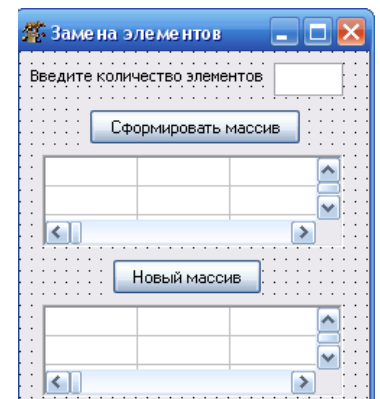 Замена элементов
Введите количество элементов
Сформировать массив
Новый массив